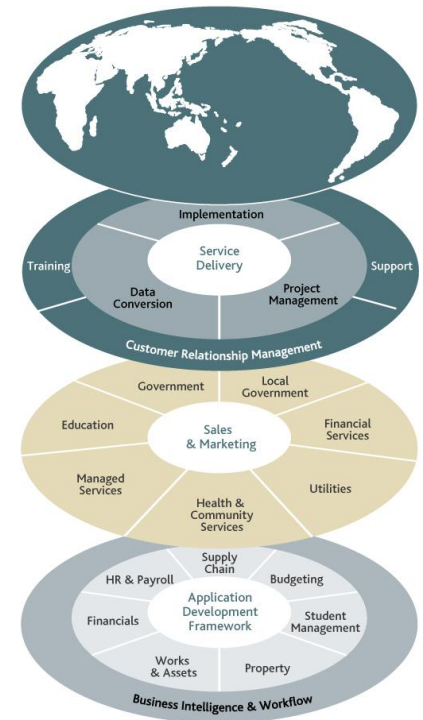 Implementation
Service
Delivery
Training
Support
Data
Conversion
Project
Management
Customer Relationship Management
Government
Local
Government
Education
Sales
& Marketing
Financial
Services
Managed
Services
Utilities
Health &
Community
Services
Supply
Chain
HR & Payroll
Budgeting
Application
Development
Framework
Financials
Student
Management
Works
& Assets
Property
Business Intelligence & Workflow